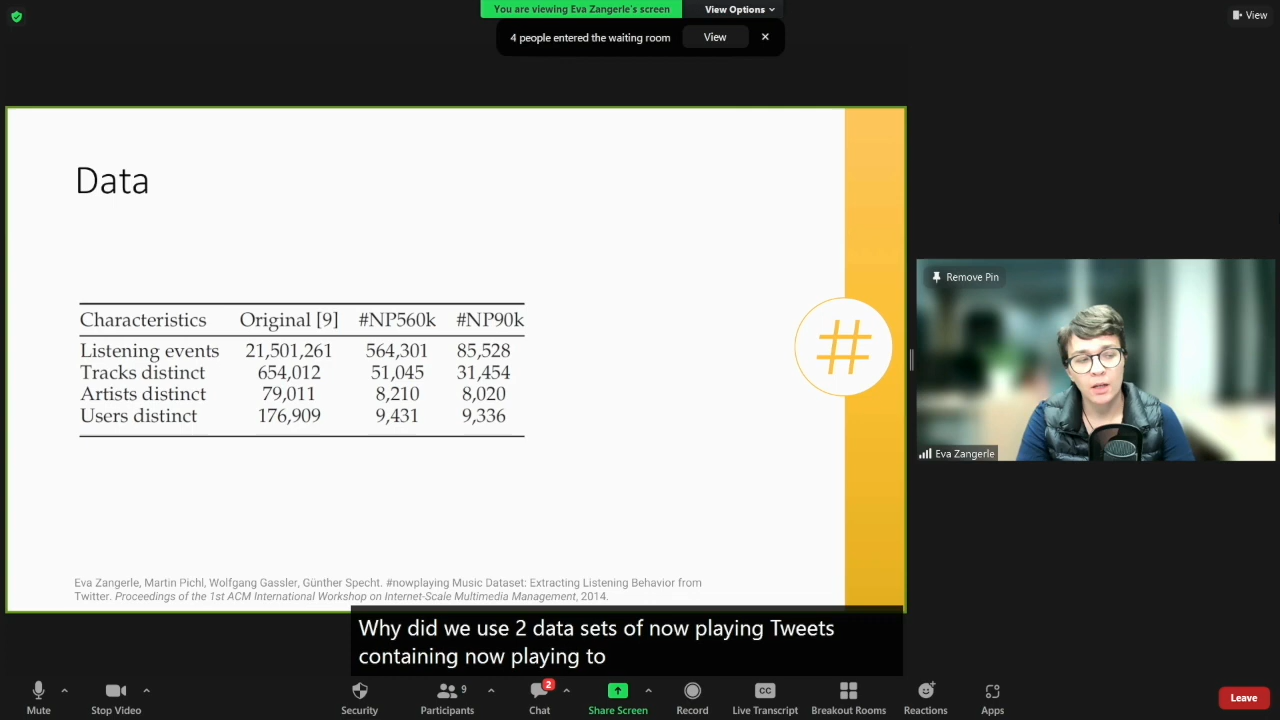 You are viewing Eva Zangerle's screen
View Options
View
4 people entered the waiting room
View
Data
Characteristics Original [9] #NP560k #NP90k
Listening events 21,501,261 564,301 85,528
Tracks distinct 654,012 51,045 31,454
Artists distinct 79,011 8,210 8,020
Users distinct 176,909 9,431 9,336
#
Remove Pin
Eva Zangerle
Eva Zangerle, Martin Pichl, Wolfgang Gassler, Günther Specht. #nowplaying Music Dataset: Extracting Listening Behavior from
Twitter. Proceedings of the 1st ACM International Workshop on Internet-Scale Multimedia Management, 2014.
Why did we use 2 data sets of now playing Tweets
containing now playing to
9
2
CC
Mute
Stop Video
Security
Participants
Chat
Share Screen
Record
Live Transcript
Breakout Rooms
Reactions
Apps
Leave